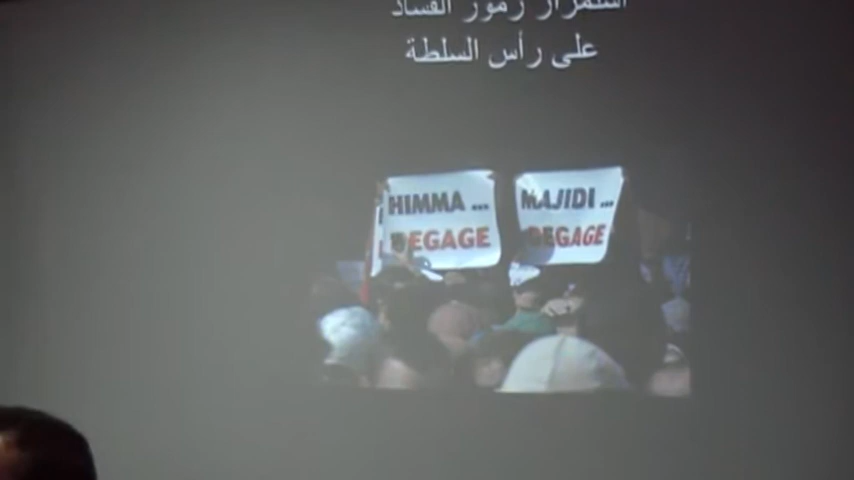 استمرار رموز الفساد
على رأس السلطة
HIMMA ...
DEGAGE
MAJIDI ...
DEGAGE